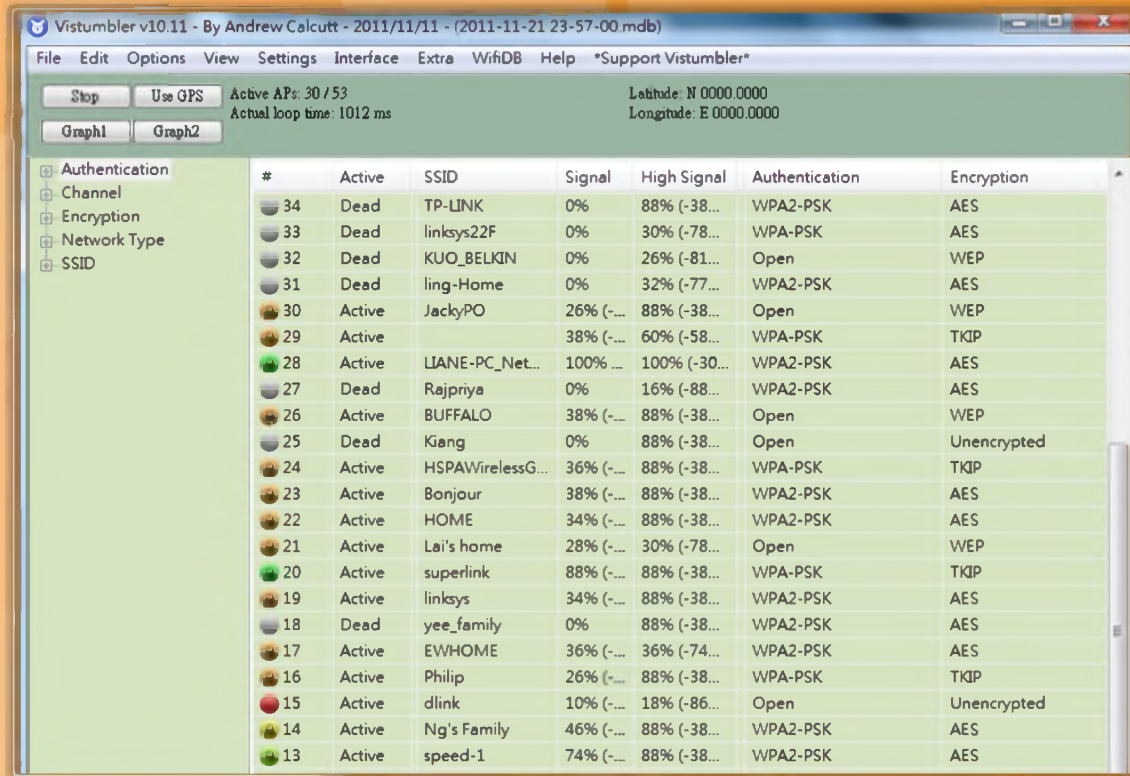 Vistumbler v10.11 - By Andrew Calcutt - 2011/11/11 - (2011-11-21 23-57-00.mdb)
File Edit Options View Settings Interface Extra WifiDB Help *Support Vistumbler*
Stop Use GPS Active APs: 30 / 53 Latitude: N 0000.0000
Actual loop time: 1012 ms Longitude: E 0000.0000
Graph1 Graph2
Authentication
Channel
Encryption
Network Type
SSID
# Active SSID Signal High Signal Authentication Encryption
34 Dead TP-LINK 0% 88% (-38... WPA2-PSK AES
33 Dead linksys22F 0% 30% (-78... WPA-PSK AES
32 Dead KUO_BELKIN 0% 26% (-81... Open WEP
31 Dead ling-Home 0% 32% (-77... WPA2-PSK AES
30 Active JackyPO 26% (-... 88% (-38... Open WEP
29 Active 38% (-... 60% (-58... WPA-PSK TKIP
28 Active LIANE-PC_Net... 100% ... 100% (-30... WPA2-PSK AES
27 Dead Rajpriya 0% 16% (-88... WPA2-PSK AES
26 Active BUFFALO 38% (-... 88% (-38... Open WEP
25 Dead Kiang 0% 88% (-38... Open Unencrypted
24 Active HSPAWirelessG... 36% (-... 88% (-38... WPA-PSK TKIP
23 Active Bonjour 38% (-... 88% (-38... WPA2-PSK AES
22 Active HOME 34% (-... 88% (-38... WPA2-PSK AES
21 Active Lai's home 28% (-... 30% (-78... Open WEP
20 Active superlink 88% (-... 88% (-38... WPA-PSK TKIP
19 Active linksys 34% (-... 88% (-38... WPA2-PSK AES
18 Dead yee_family 0% 88% (-38... WPA2-PSK AES
17 Active EWHOME 36% (-... 36% (-74... WPA2-PSK AES
16 Active Philip 26% (-... 88% (-38... WPA-PSK TKIP
15 Active dlink 10% (-... 18% (-86... Open Unencrypted
14 Active Ng's Family 46% (-... 88% (-38... WPA2-PSK AES
13 Active speed-1 74% (-... 88% (-38... WPA2-PSK AES